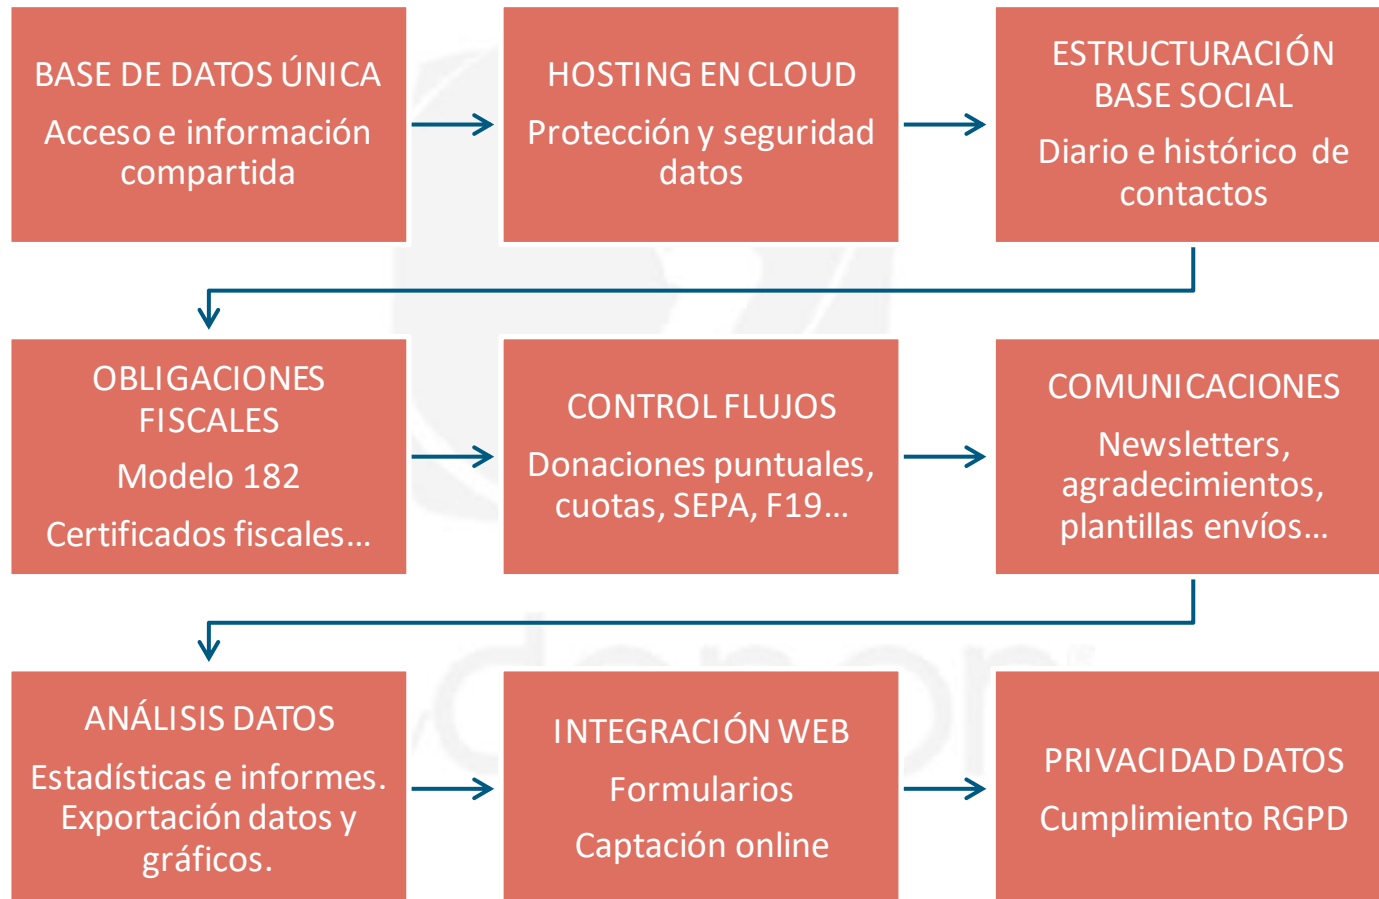 BASE DE DATOS ÚNICA
Acceso e información
compartida
HOSTING EN CLOUD
Protección y seguridad
datos
ESTRUCTURACIÓN
BASE SOCIAL
Diario e histórico de
contactos
OBLIGACIONES
FISCALES
Modelo 182
Certificados fiscales...
CONTROL FLUJOS
Donaciones puntuales,
cuotas, SEPA, F19...
COMUNICACIONES
Newsletters,
agradecimientos,
plantillas envíos...
ANÁLISIS DATOS
Estadísticas e informes.
Exportación datos y
gráficos.
INTEGRACIÓN WEB
Formularios
Captación online
PRIVACIDAD DATOS
Cumplimiento RGPD